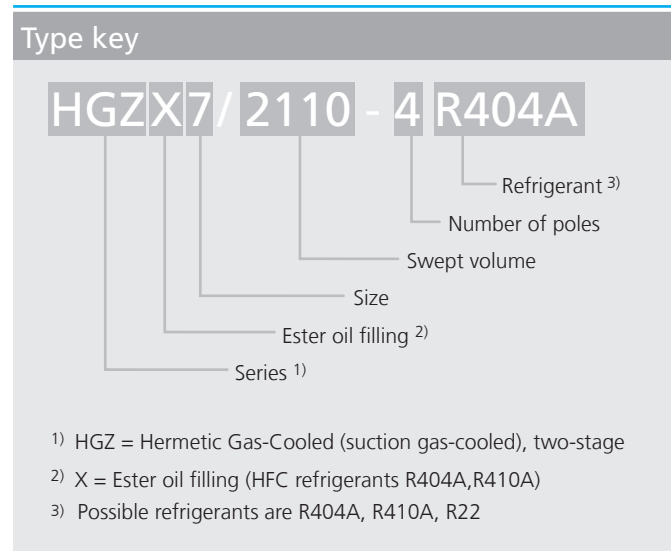 Type key
HGZX7/ 2110 - 4 R404A
Refrigerant 3)
Number of poles
Swept volume
Size
Ester oil filling 2)
Series 1)
1) HGZ = Hermetic Gas-Cooled (suction gas-cooled), two-stage
2) X = Ester oil filling (HFC refrigerants R404A,R410A)
3) Possible refrigerants are R404A, R410A, R22